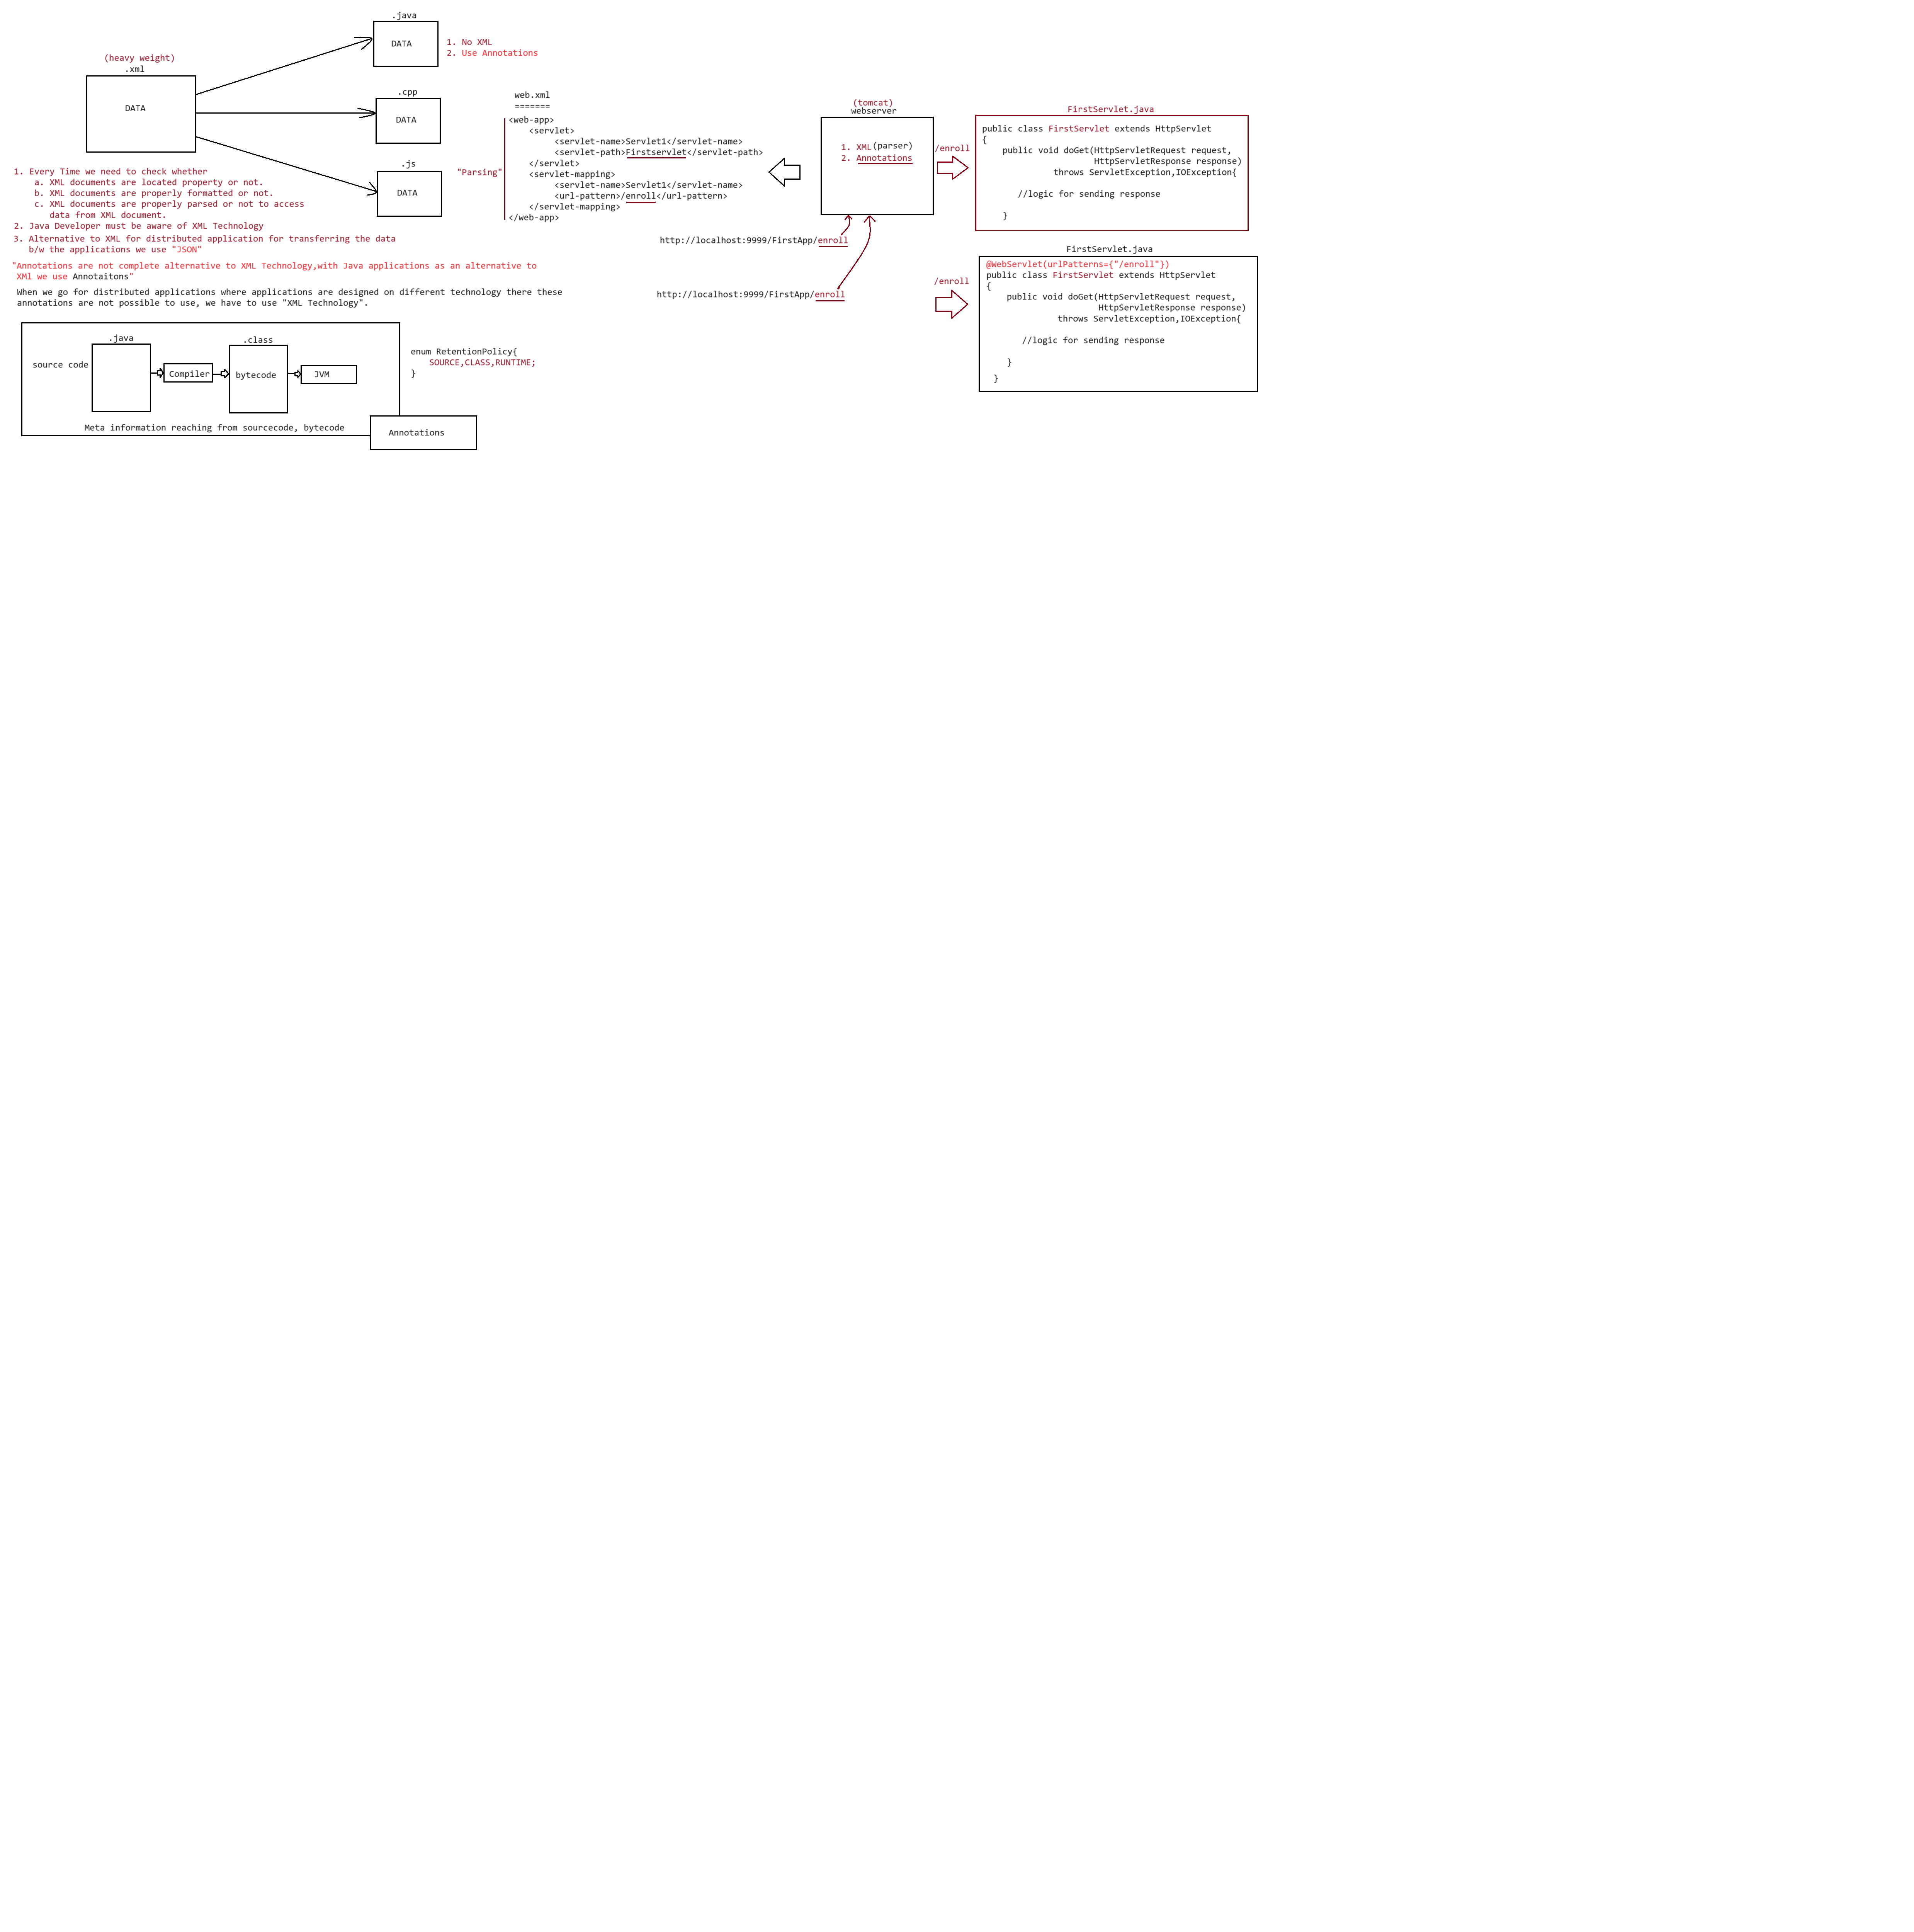 .java
DATA
1. No XML
2. Use Annotations
(heavy weight)
.xml
DATA
.cpp
DATA
.js
DATA
1. Every Time we need to check whether
a. XML documents are located property or not.
b. XML documents are properly formatted or not.
c. XML documents are properly parsed or not to access
data from XML document.
2. Java Developer must be aware of XML Technology
3. Alternative to XML for distributed application for transferring the data
b/w the applications we use "JSON"
"Annotations are not complete alternative to XML Technology,with Java applications as an alternative to
XMl we use Annotaitons"
When we go for distributed applications where applications are designed on different technology there these
annotations are not possible to use, we have to use "XML Technology".
source code
.java
Compiler
.class
bytecode
JVM
Meta information reaching from sourcecode, bytecode
Annotations
enum RetentionPolicy{
SOURCE,CLASS,RUNTIME;
}
web.xml
=======
"Parsing"
<web-app>
<servlet>
<servlet-name>Servlet1</servlet-name>
<servlet-path>Firstservlet</servlet-path>
</servlet>
<servlet-mapping>
<servlet-name>Servlet1</servlet-name>
<url-pattern>/enroll</url-pattern>
</servlet-mapping>
</web-app>
(tomcat)
webserver
1. XML(parser)
2. Annotations
http://localhost:9999/FirstApp/enroll
http://localhost:9999/FirstApp/enroll
/enroll
FirstServlet.java
public class FirstServlet extends HttpServlet
{
public void doGet(HttpServletRequest request,
HttpServletResponse response)
throws ServletException,IOException{
//logic for sending response
}
/enroll
FirstServlet.java
@WebServlet(urlPatterns={"/enroll"})
public class FirstServlet extends HttpServlet
{
public void doGet(HttpServletRequest request,
HttpServletResponse response)
throws ServletException,IOException{
//logic for sending response
}
}